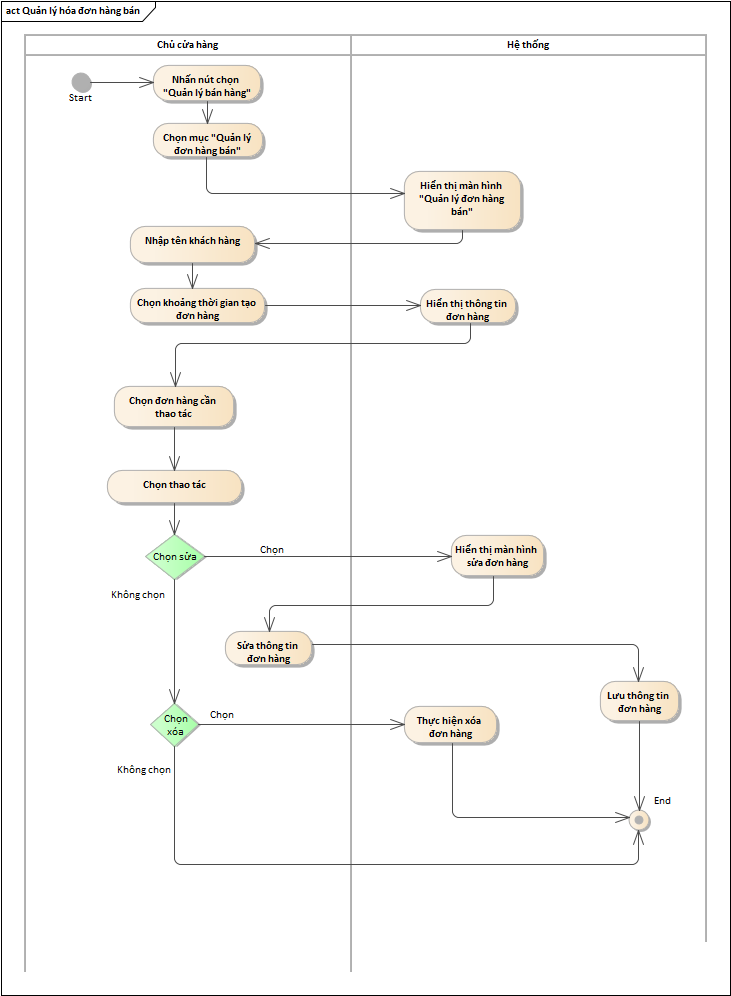 act Quản lý hóa đơn hàng bán
Chủ cửa hàng
Hệ thống
Start
Nhấn nút chọn
"Quản lý bán hàng"
Chọn mục "Quản lý
đơn hàng bán"
Hiển thị màn hình
"Quản lý đơn hàng
bán"
Nhập tên khách hàng
Chọn khoảng thời gian tạo
đơn hàng
Hiển thị thông tin
đơn hàng
Chọn đơn hàng cần
thao tác
Chọn thao tác
Chọn sửa
Chọn
Hiển thị màn hình
sửa đơn hàng
Không chọn
Sửa thông tin
đơn hàng
Lưu thông tin
đơn hàng
Chọn
xóa
Chọn
Thực hiện xóa
đơn hàng
Không chọn
End